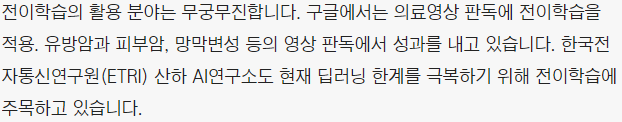 전이학습의 활용 분야는 무궁무진합니다. 구글에서는 의료영상 판독에 전이학습을
적용. 유방암과 피부암, 망막변성 등의 영상 판독에서 성과를 내고 있습니다. 한국전
자통신연구원(ETRI) 산하 AI연구소도 현재 딥러닝 한계를 극복하기 위해 전이학습에
주목하고 있습니다.